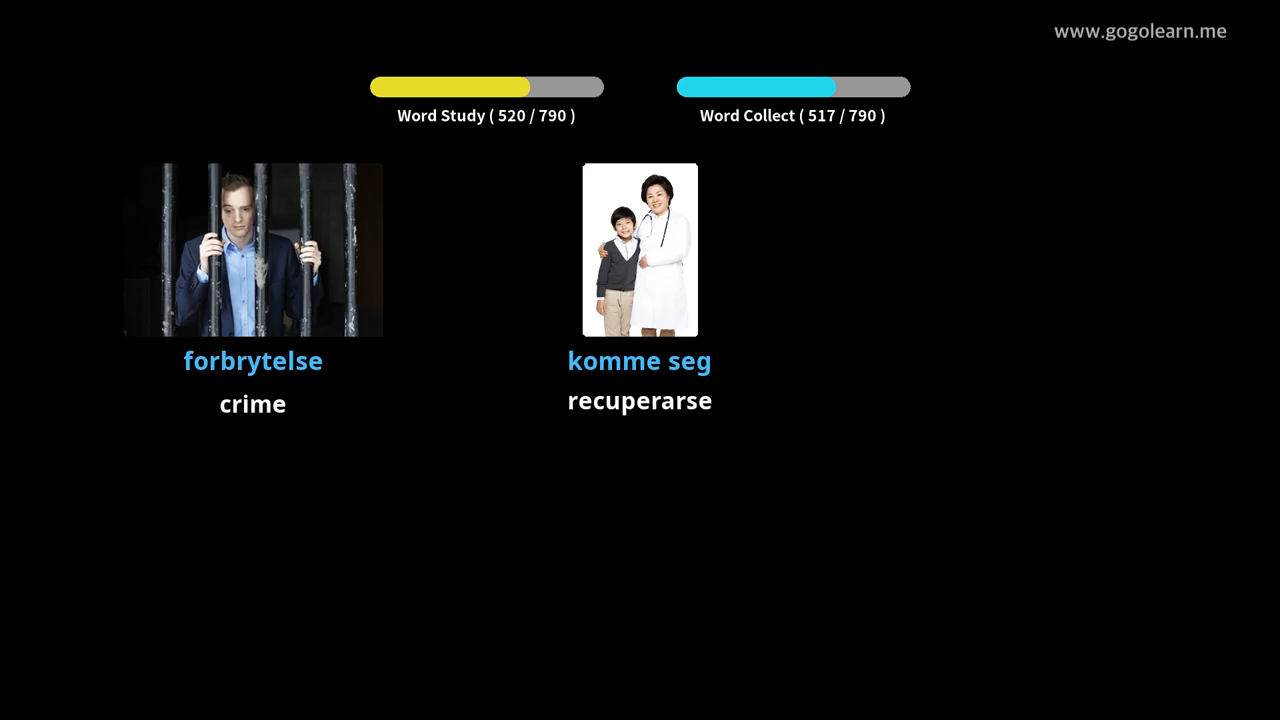 www.gogolearn.me
Word Study ( 520 / 790 )
Word Collect ( 517 / 790 )
forbrytelse
crime
komme seg
recuperarse